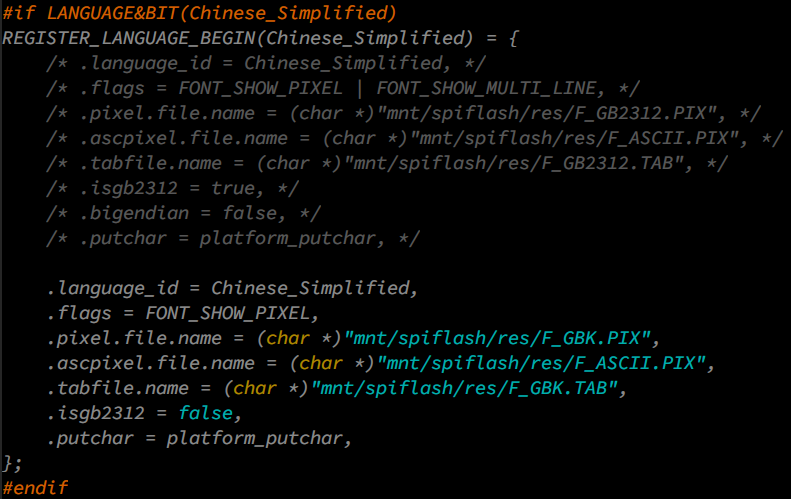 #if LANGUAGE&BIT(Chinese_Simplified)
REGISTER_LANGUAGE_BEGIN(Chinese_Simplified) = {
    /* .language_id = Chinese_Simplified, */
    /* .flags = FONT_SHOW_PIXEL | FONT_SHOW_MULTI_LINE, */
    /* .pixel.file.name = (char *)"mnt/spiflash/res/F_GB2312.PIX", */
    /* .ascpixel.file.name = (char *)"mnt/spiflash/res/F_ASCII.PIX", */
    /* .tabfile.name = (char *)"mnt/spiflash/res/F_GB2312.TAB", */
    /* .isgb2312 = true, */
    /* .bigendian = false, */
    /* .putchar = platform_putchar, */

    .language_id = Chinese_Simplified,
    .flags = FONT_SHOW_PIXEL,
    .pixel.file.name = (char *)"mnt/spiflash/res/F_GBK.PIX",
    .ascpixel.file.name = (char *)"mnt/spiflash/res/F_ASCII.PIX",
    .tabfile.name = (char *)"mnt/spiflash/res/F_GBK.TAB",
    .isgb2312 = false,
    .putchar = platform_putchar,
};
#endif